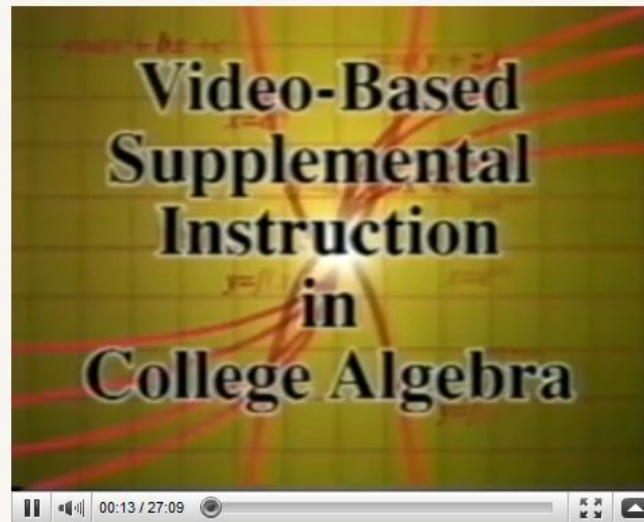 Video-Based
Supplemental
Instruction
in
College Algebra
00:13 / 27:09